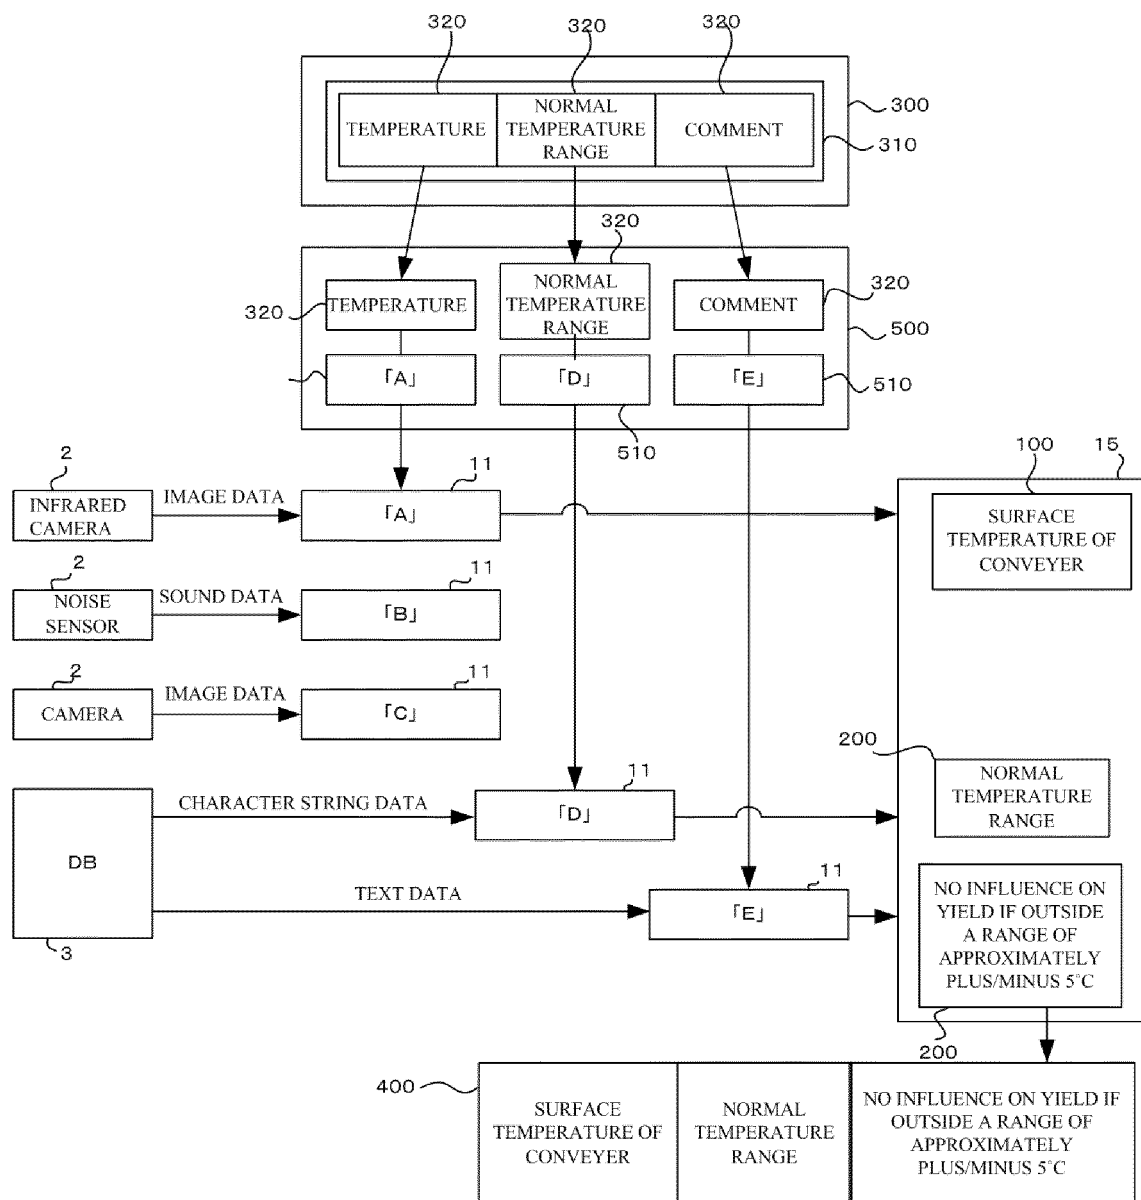 320
320
320
TEMPERATURE
NORMAL
TEMPERATURE
RANGE
COMMENT
300
310
320
TEMPERATURE
320
NORMAL
TEMPERATURE
RANGE
COMMENT
320
500
「A」
「D」
「E」
510
510
2
INFRARED
CAMERA
IMAGE DATA
11
「A」
2
NOISE
SENSOR
SOUND DATA
11
「B」
2
CAMERA
IMAGE DATA
11
「C」
DB
3
CHARACTER STRING DATA
11
「D」
TEXT DATA
11
「E」
100
15
SURFACE
TEMPERATURE OF
CONVEYER
200
NORMAL
TEMPERATURE
RANGE
NO INFLUENCE ON
YIELD IF OUTSIDE
A RANGE OF
APPROXIMATELY
PLUS/MINUS 5°C
200
400
SURFACE
TEMPERATURE OF
CONVEYER
NORMAL
TEMPERATURE
RANGE
NO INFLUENCE ON YIELD IF
OUTSIDE A RANGE OF
APPROXIMATELY
PLUS/MINUS 5°C